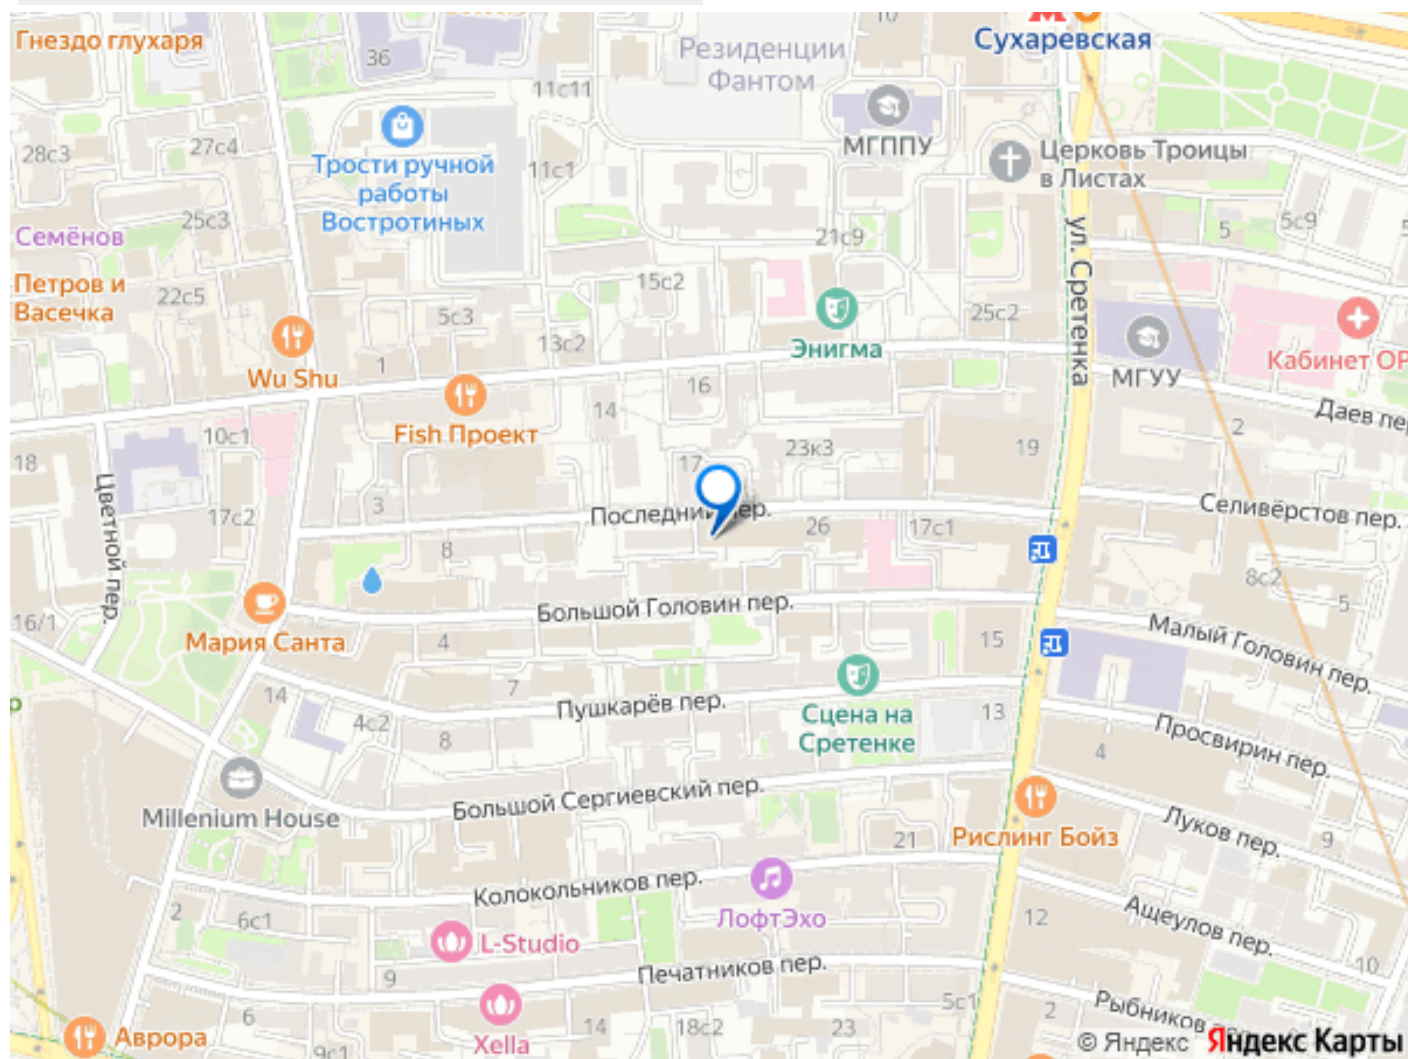 Гнездо глухаря
36
10
Сухаревская
Резиденции
Фантом
11с11
МГППУ
Церковь Троицы
в Листах
28с3
27с4
Трости ручной
работы
Востротиных
11с1
25с3
Семёнов
21с9
5
5с9
ул. Сретенка
Петров и
Васечка
22с5
15с2
5с3
13с2
25с2
Энигма
Wu Shu
1
16
МГУУ
Кабинет ОР
Fish Проект
14
Даев пер
2
10с1
18
23к3
19
17
Цветной пер.
3
17с2
Последний пер.
26
17с1
Селивёрстов пер.
8
8с2
5
16/1
Большой Головин пер.
Мария Санта
4
15
Малый Головин пер.
14
7
Пушкарёв пер.
4с2
8
Сцена на
Сретенке
13
4
Просвирин пер.
Millenium House
Большой Сергиевский пер.
Рислинг Бойз
21
Луков пер.
9
Колокольников пер.
2
6с1
ЛофтЭхо
12
Ащеулов пер.
L-Studio
9
Печатников пер.
10
5с1
2
Рыбников
6
Аврора
9с1
Xella
14
18с2
23
© Яндекс Яндекс Карты